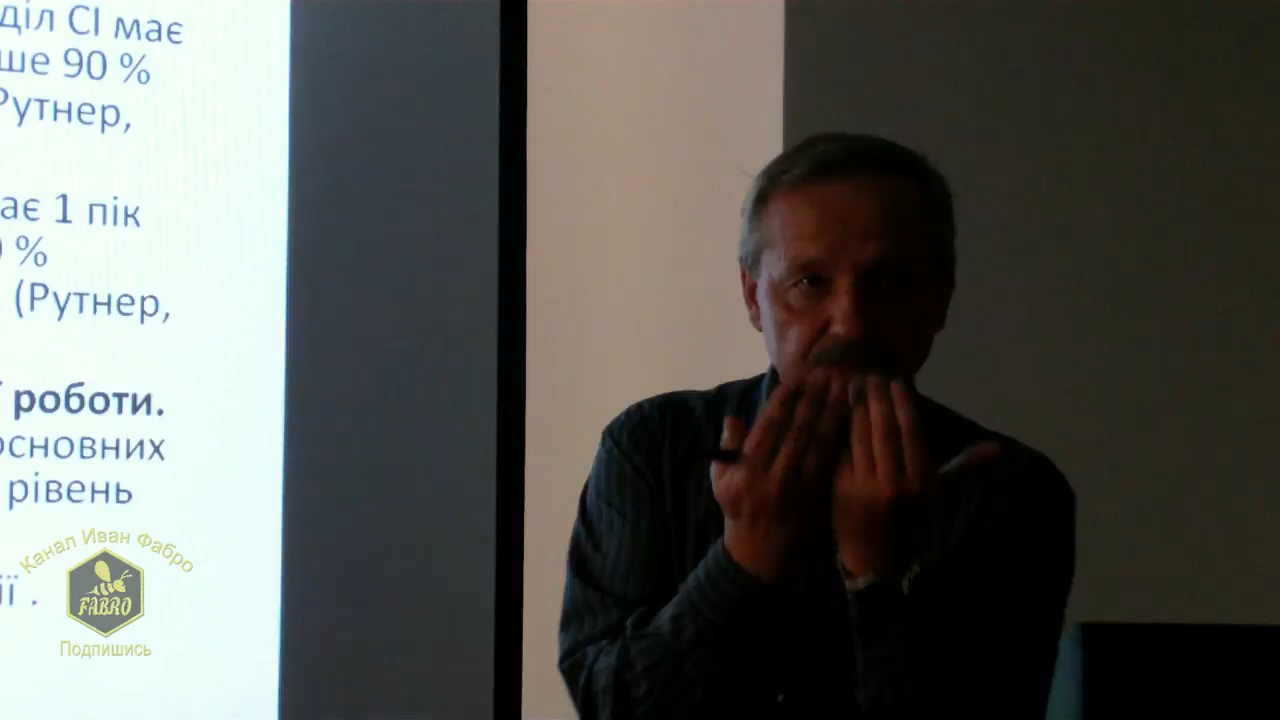 діл СІ має
ше 90 %
Рутнер,
ає 1 пік
%
(Рутнер,
роботи.
основних
рівень
ії .
Канал Иван Фабро
FABRO
Подпишись